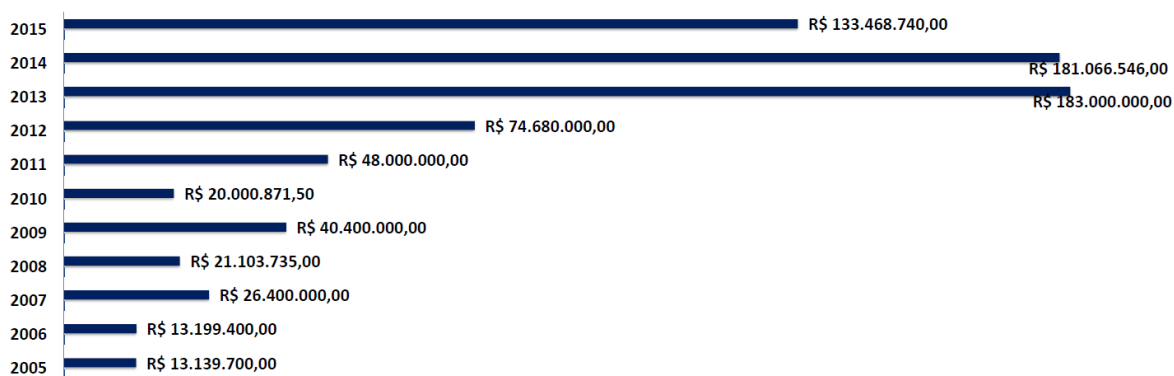 2015 R$ 133.468.740,00
2014 R$ 181.066.546,00
2013 R$ 183.000.000,00
2012 R$ 74.680.000,00
2011 R$ 48.000.000,00
2010 R$ 20.000.871,50
2009 R$ 40.400.000,00
2008 R$ 21.103.735,00
2007 R$ 26.400.000,00
2006 R$ 13.199.400,00
2005 R$ 13.139.700,00